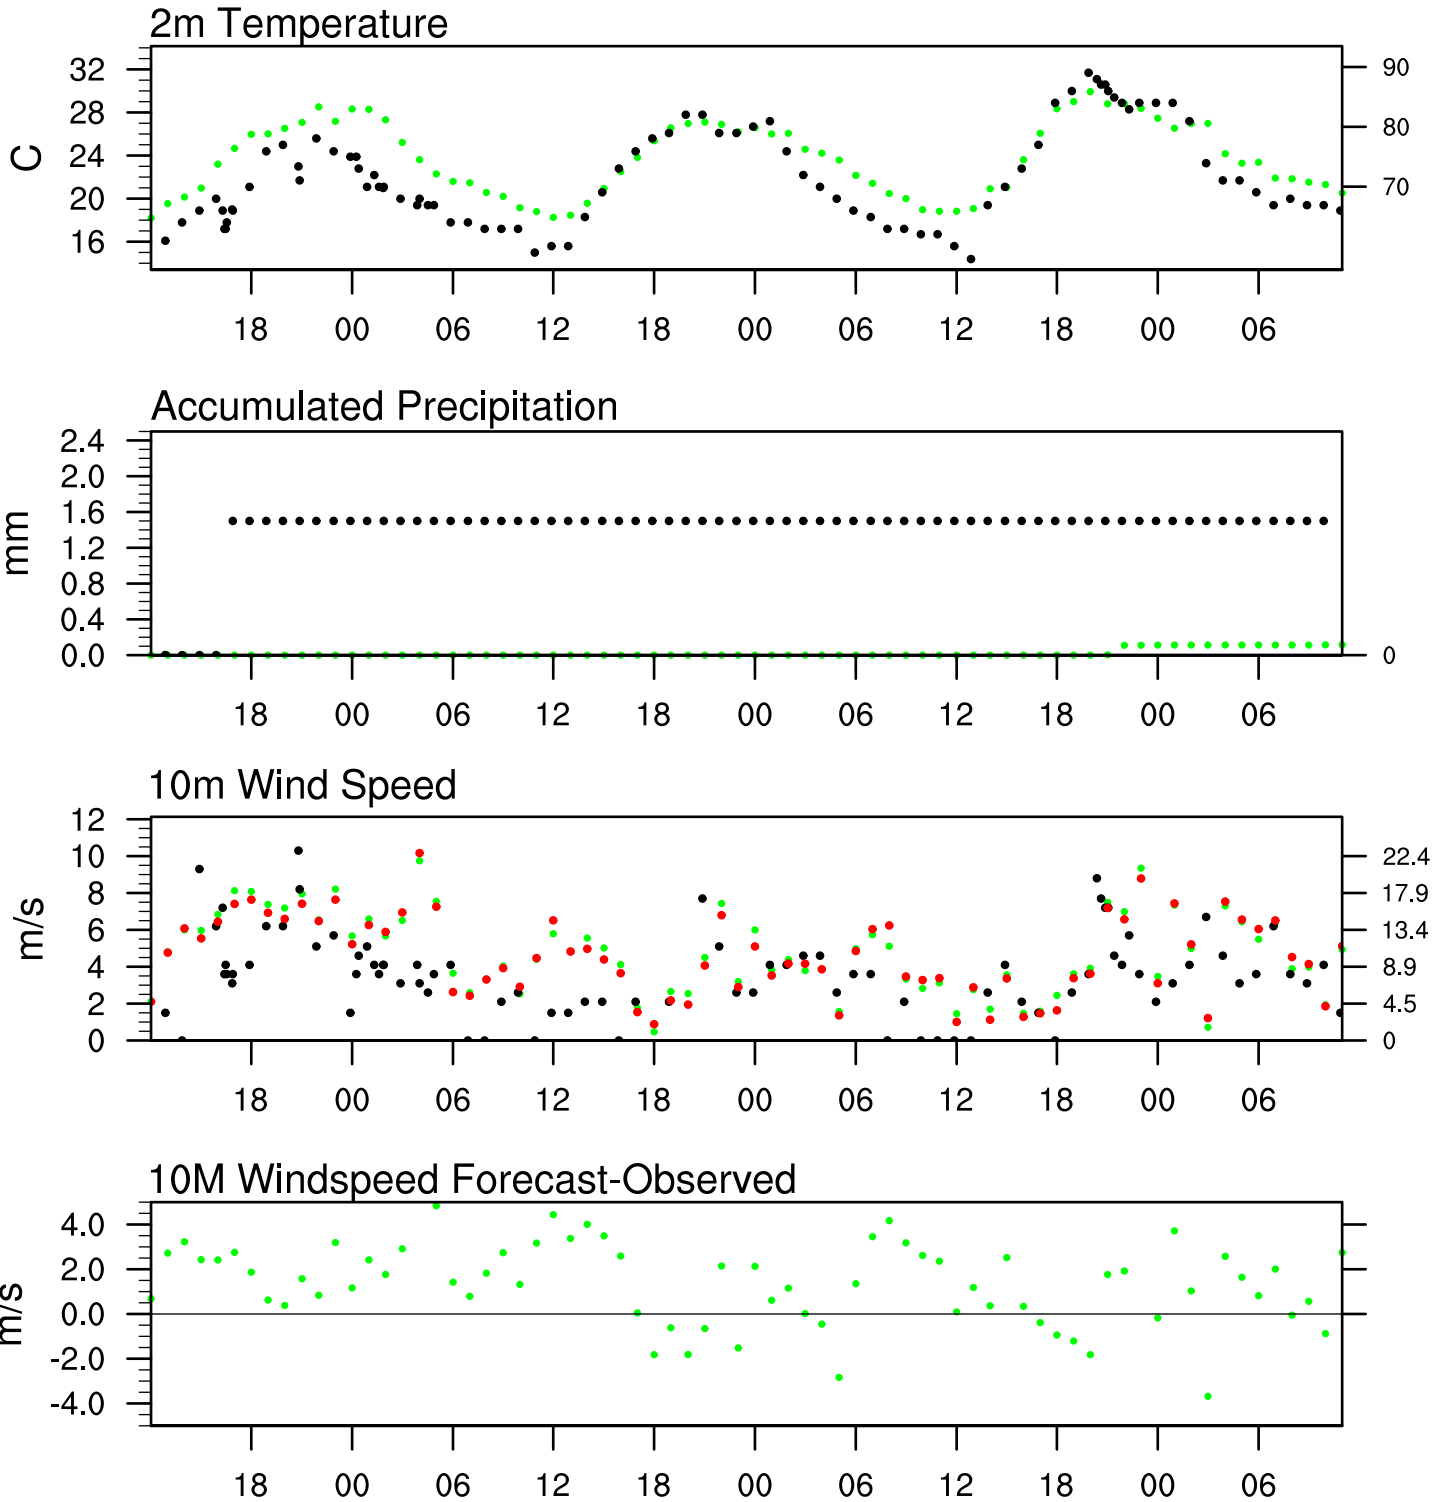 2m Temperature
32 90
28
80
24
C
20 70
16
18 00 06 12 18 00 06 12 18 00 06
Accumulated Precipitation
2.4
2.0
1.6
mm
1.2
0.8
0.4
0.0 0
18 00 06 12 18 00 06 12 18 00 06
10m Wind Speed
12
10 22.4
8 17.9
m/s
6 13.4
4 8.9
2 4.5
0 0
18 00 06 12 18 00 06 12 18 00 06
10M Windspeed Forecast-Observed
4.0
2.0
0.0
m/s
-2.0
-4.0
18 00 06 12 18 00 06 12 18 00 06